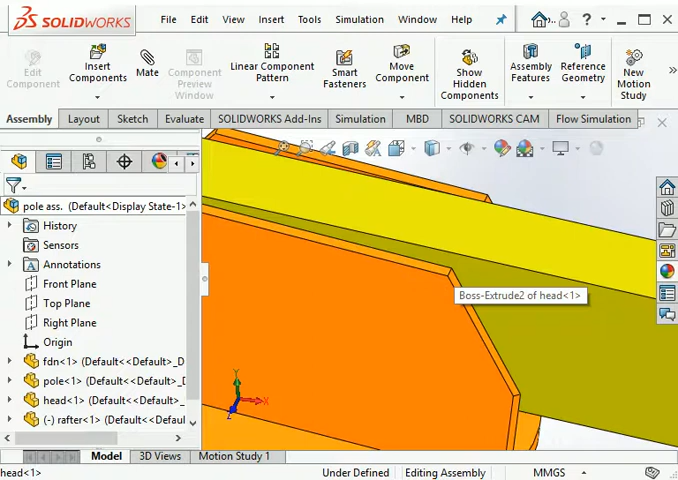 SOLIDWORKS File Edit View Insert Tools Simulation Window Help ...
Edit Component
Insert Components
Mate
Component Preview Window
Linear Component Pattern
Smart Fasteners
Move Component
Show Hidden Components
Assembly Features
Reference Geometry
New Motion Study
Assembly Layout Sketch Evaluate SOLIDWORKS Add-Ins Simulation MBD SOLIDWORKS CAM Flow Simulation
pole ass. (Default<Display State-1>
History
Sensors
Annotations
Front Plane
Top Plane
Right Plane
Origin
fdn<1> (Default<<Default>_D
pole<1> (Default<<Default>_D
head<1> (Default<<Default>_
(-) rafter<1> (Default<<Default
Boss-Extrude2 of head<1>
Y
X
Z
Model 3D Views Motion Study 1
head<1> Under Defined Editing Assembly MMGS